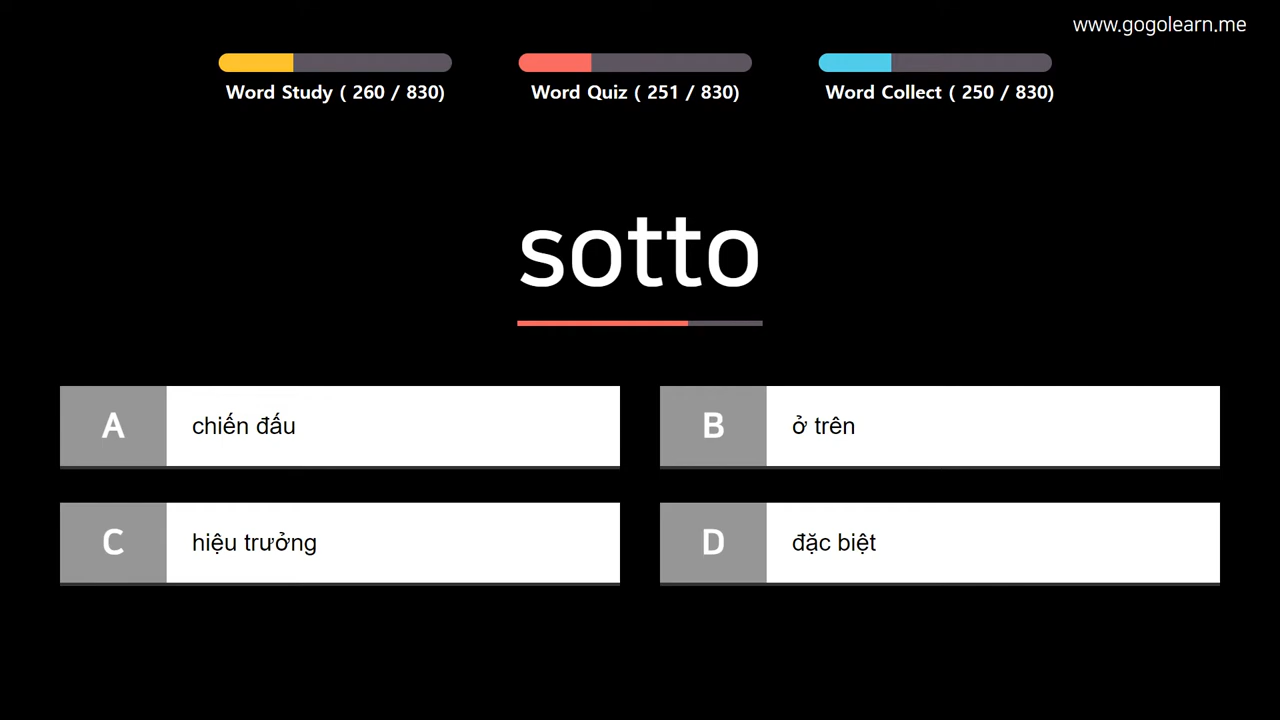 www.gogolearn.me
Word Study ( 260 / 830)
Word Quiz ( 251 / 830)
Word Collect ( 250 / 830)
sotto
A
chiến đấu
B
ở trên
C
hiệu trưởng
D
đặc biệt